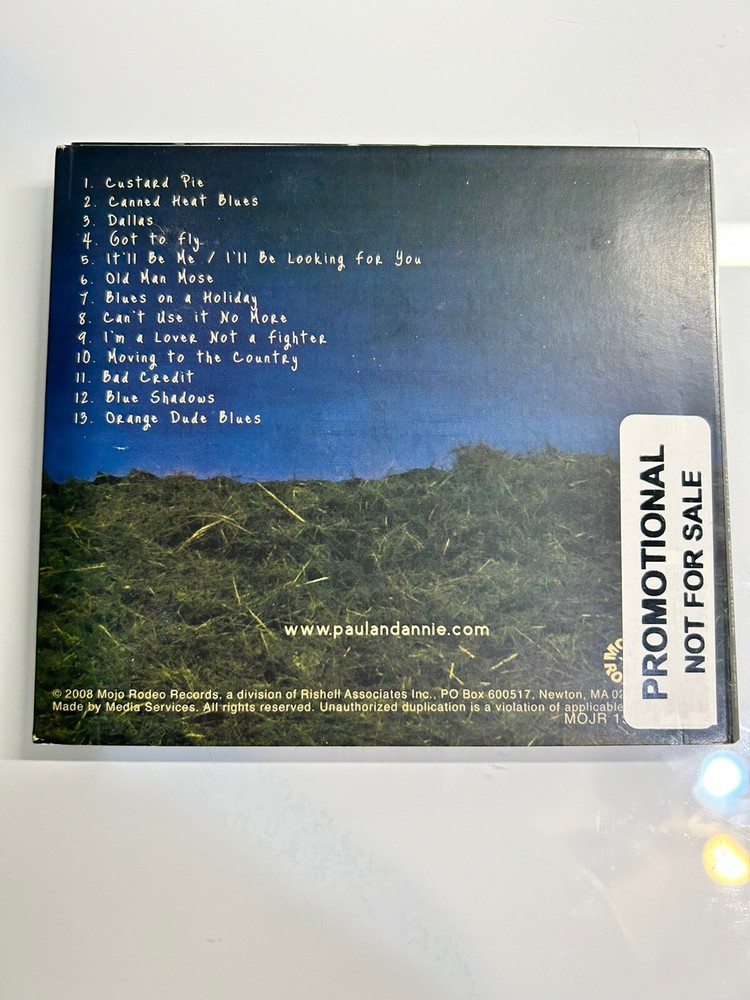 1. Custard Pie
2. Canned Heat Blues
3. Dallas
4. Got to fly
5. It'll Be Me / I'll Be Looking for You
6. Old Man Mose
7. Blues on a Holiday
8. Can't Use it No More
9. I'm a Lover Not a fighter
10. Moving to the Country
11. Bad Credit
12. Blue Shadows
13. Orange Dude Blues
www.paulandannie.com
© 2008 Mojo Rodeo Records, a division of Rishell Associates Inc., PO Box 600517, Newton, MA
Made by Media Services. All rights reserved. Unauthorized duplication is a violation of applicable
MOJR
PROMOTIONAL
NOT FOR SALE